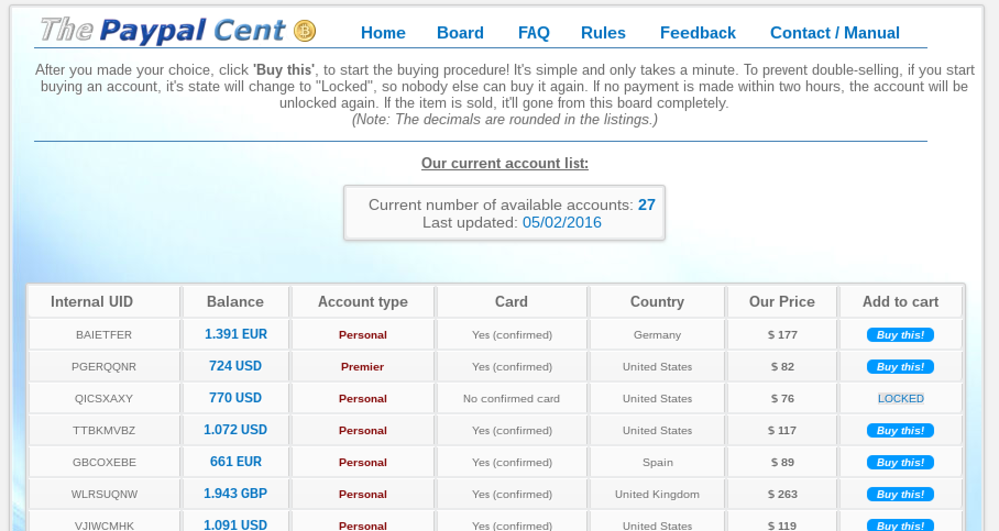 The Paypal Cent
Home Board FAQ Rules Feedback Contact / Manual
After you made your choice, click 'Buy this', to start the buying procedure! It's simple and only takes a minute. To prevent double-selling, if you start
buying an account, it's state will change to "Locked", so nobody else can buy it again. If no payment is made within two hours, the account will be
unlocked again. If the item is sold, it'll gone from this board completely.
(Note: The decimals are rounded in the listings.)
Our current account list:
Current number of available accounts: 27
Last updated: 05/02/2016
Internal UID Balance Account type Card Country Our Price Add to cart
BAIETFER 1.391 EUR Personal Yes (confirmed) Germany $ 177 Buy this!
PGERQQNR 724 USD Premier Yes (confirmed) United States $ 82 Buy this!
QICSXAXY 770 USD Personal No confirmed card United States $ 76 LOCKED
TTBKMVBZ 1.072 USD Personal Yes (confirmed) United States $ 117 Buy this!
GBCOXEBE 661 EUR Personal Yes (confirmed) Spain $ 89 Buy this!
WLRSUQNW 1.943 GBP Personal Yes (confirmed) United Kingdom $ 263 Buy this!
VJIWCMHK 1.091 USD Personal Yes (confirmed) United States $ 119 Buy this!